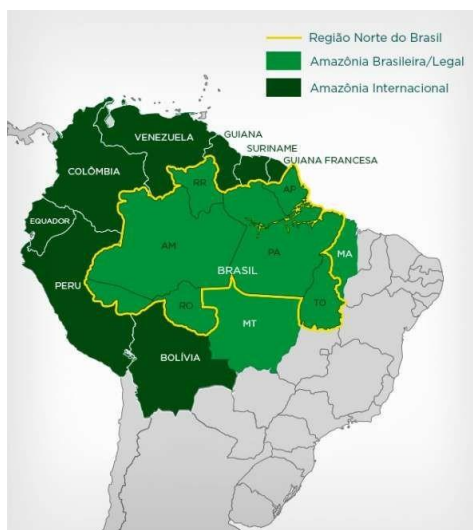 Região Norte do Brasil
Amazônia Brasileira/Legal
Amazônia Internacional
VENEZUELA
GUIANA
SURINAME
GUIANA FRANCESA
COLÔMBIA
RR
AP
EQUADOR
AM
PA
MA
BRASIL
PERU
RO
TO
MT
BOLÍVIA